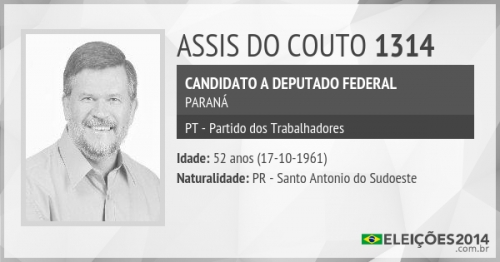 ASSIS DO COUTO 1314
CANDIDATO A DEPUTADO FEDERAL
PARANÁ
PT - Partido dos Trabalhadores
Idade: 52 anos (17-10-1961)
Naturalidade: PR - Santo Antonio do Sudoeste
ELEIÇÕES2014
.com.br